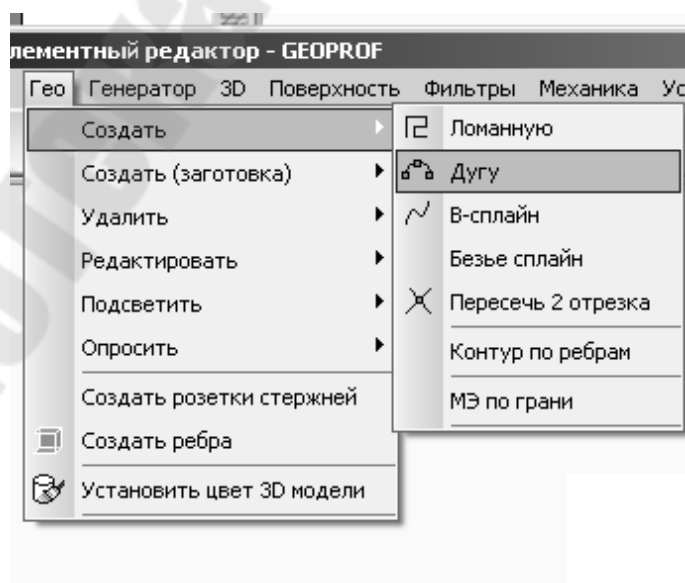 лементный редактор - GEOPROF
Гео Генератор 3D Поверхность Фильтры Механика Ус
Создать
Создать (заготовка)
Удалить
Редактировать
Подсветить
Опросить
Создать розетки стержней
Создать ребра
Установить цвет 3D модели
Ломанную
Дугу
В-сплайн
Безье сплайн
Пересечь 2 отрезка
Контур по ребрам
МЭ по грани